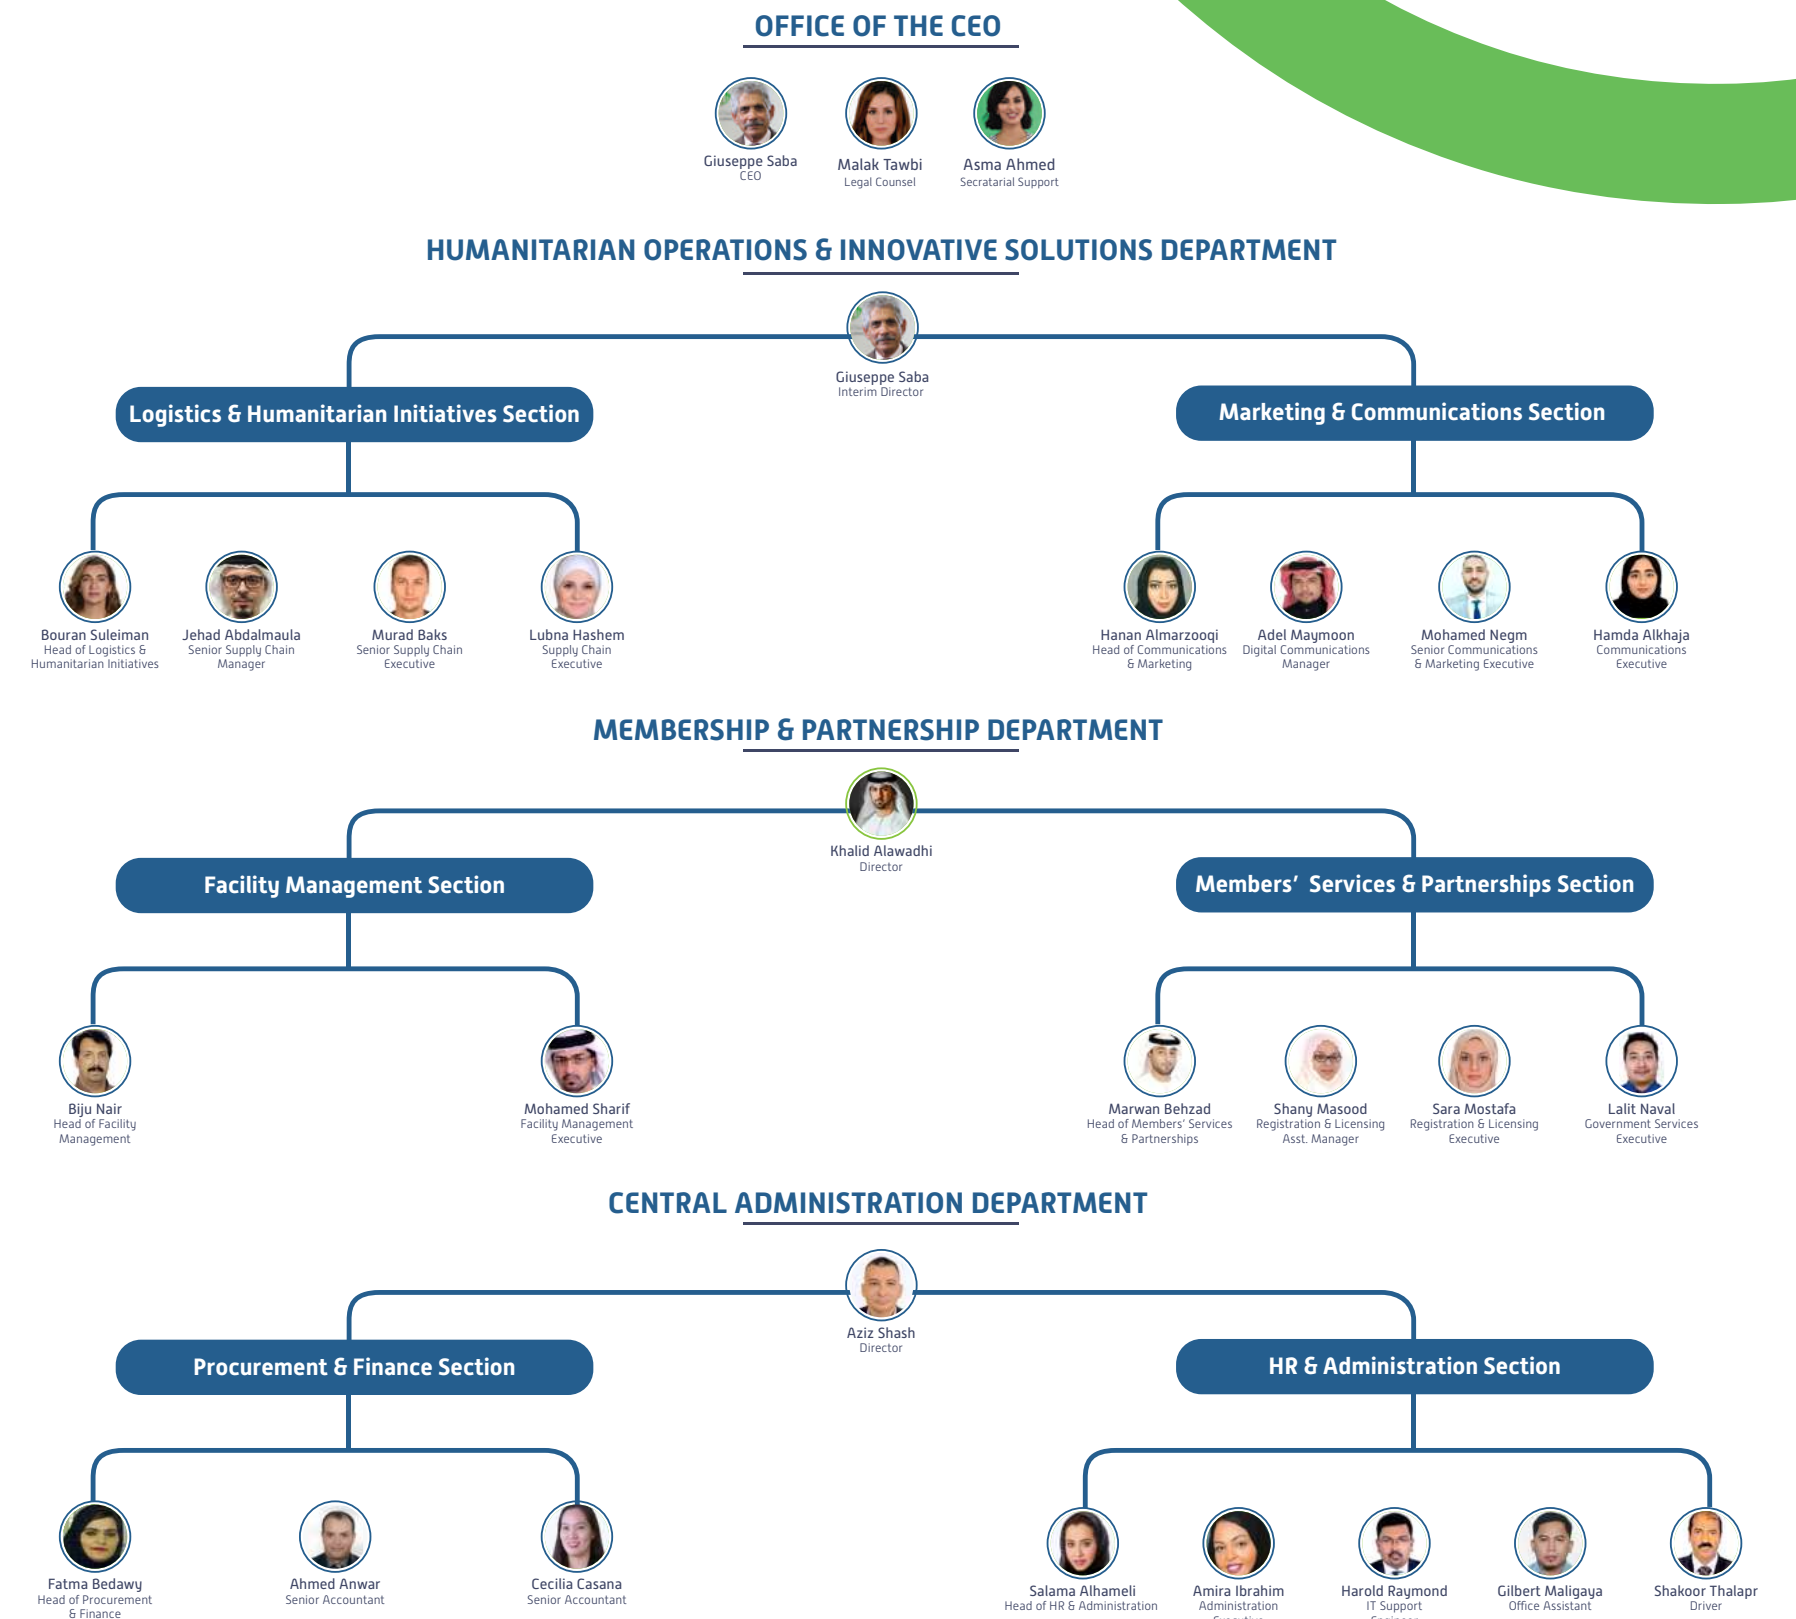 OFFICE OF THE CEO
Giuseppe Saba
CEO
Malak Tawbi
Legal Counsel
Asma Ahmed
Secratarial Support
HUMANITARIAN OPERATIONS & INNOVATIVE SOLUTIONS DEPARTMENT
Giuseppe Saba
Interim Director
Logistics & Humanitarian Initiatives Section
Bouran Suleiman
Head of Logistics &
Humanitarian Initiatives
Jehad Abdalmaula
Senior Supply Chain
Manager
Murad Baks
Senior Supply Chain
Executive
Lubna Hashem
Supply Chain
Executive
Marketing & Communications Section
Hanan Almarzooqi
Head of Communications
& Marketing
Adel Maymoon
Digital Communications
Manager
Mohamed Negm
Senior Communications
& Marketing Executive
Hamda Alkhaja
Communications
Executive
MEMBERSHIP & PARTNERSHIP DEPARTMENT
Khalid Alawadhi
Director
Facility Management Section
Biju Nair
Head of Facility
Management
Mohamed Sharif
Facility Management
Executive
Members’ Services & Partnerships Section
Marwan Behzad
Head of Members’ Services
& Partnerships
Shany Masood
Registration & Licensing
Asst. Manager
Sara Mostafa
Registration & Licensing
Executive
Lalit Naval
Government Services
Executive
CENTRAL ADMINISTRATION DEPARTMENT
Aziz Shash
Director
Procurement & Finance Section
Fatma Bedawy
Head of Procurement
& Finance
Ahmed Anwar
Senior Accountant
Cecilia Casana
Senior Accountant
HR & Administration Section
Salama Alhameli
Head of HR & Administration
Amira Ibrahim
Administration
Harold Raymond
IT Support
Gilbert Maligaya
Office Assistant
Shakoor Thalapr
Driver